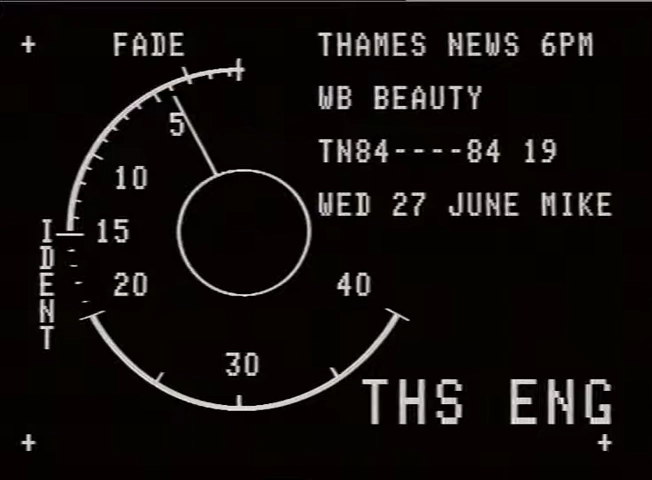 FADE
THAMES NEWS 6PM
WB BEAUTY
TN84----84 19
WED 27 JUNE MIKE
5
10
15
20
30
40
IDENT
THS ENG